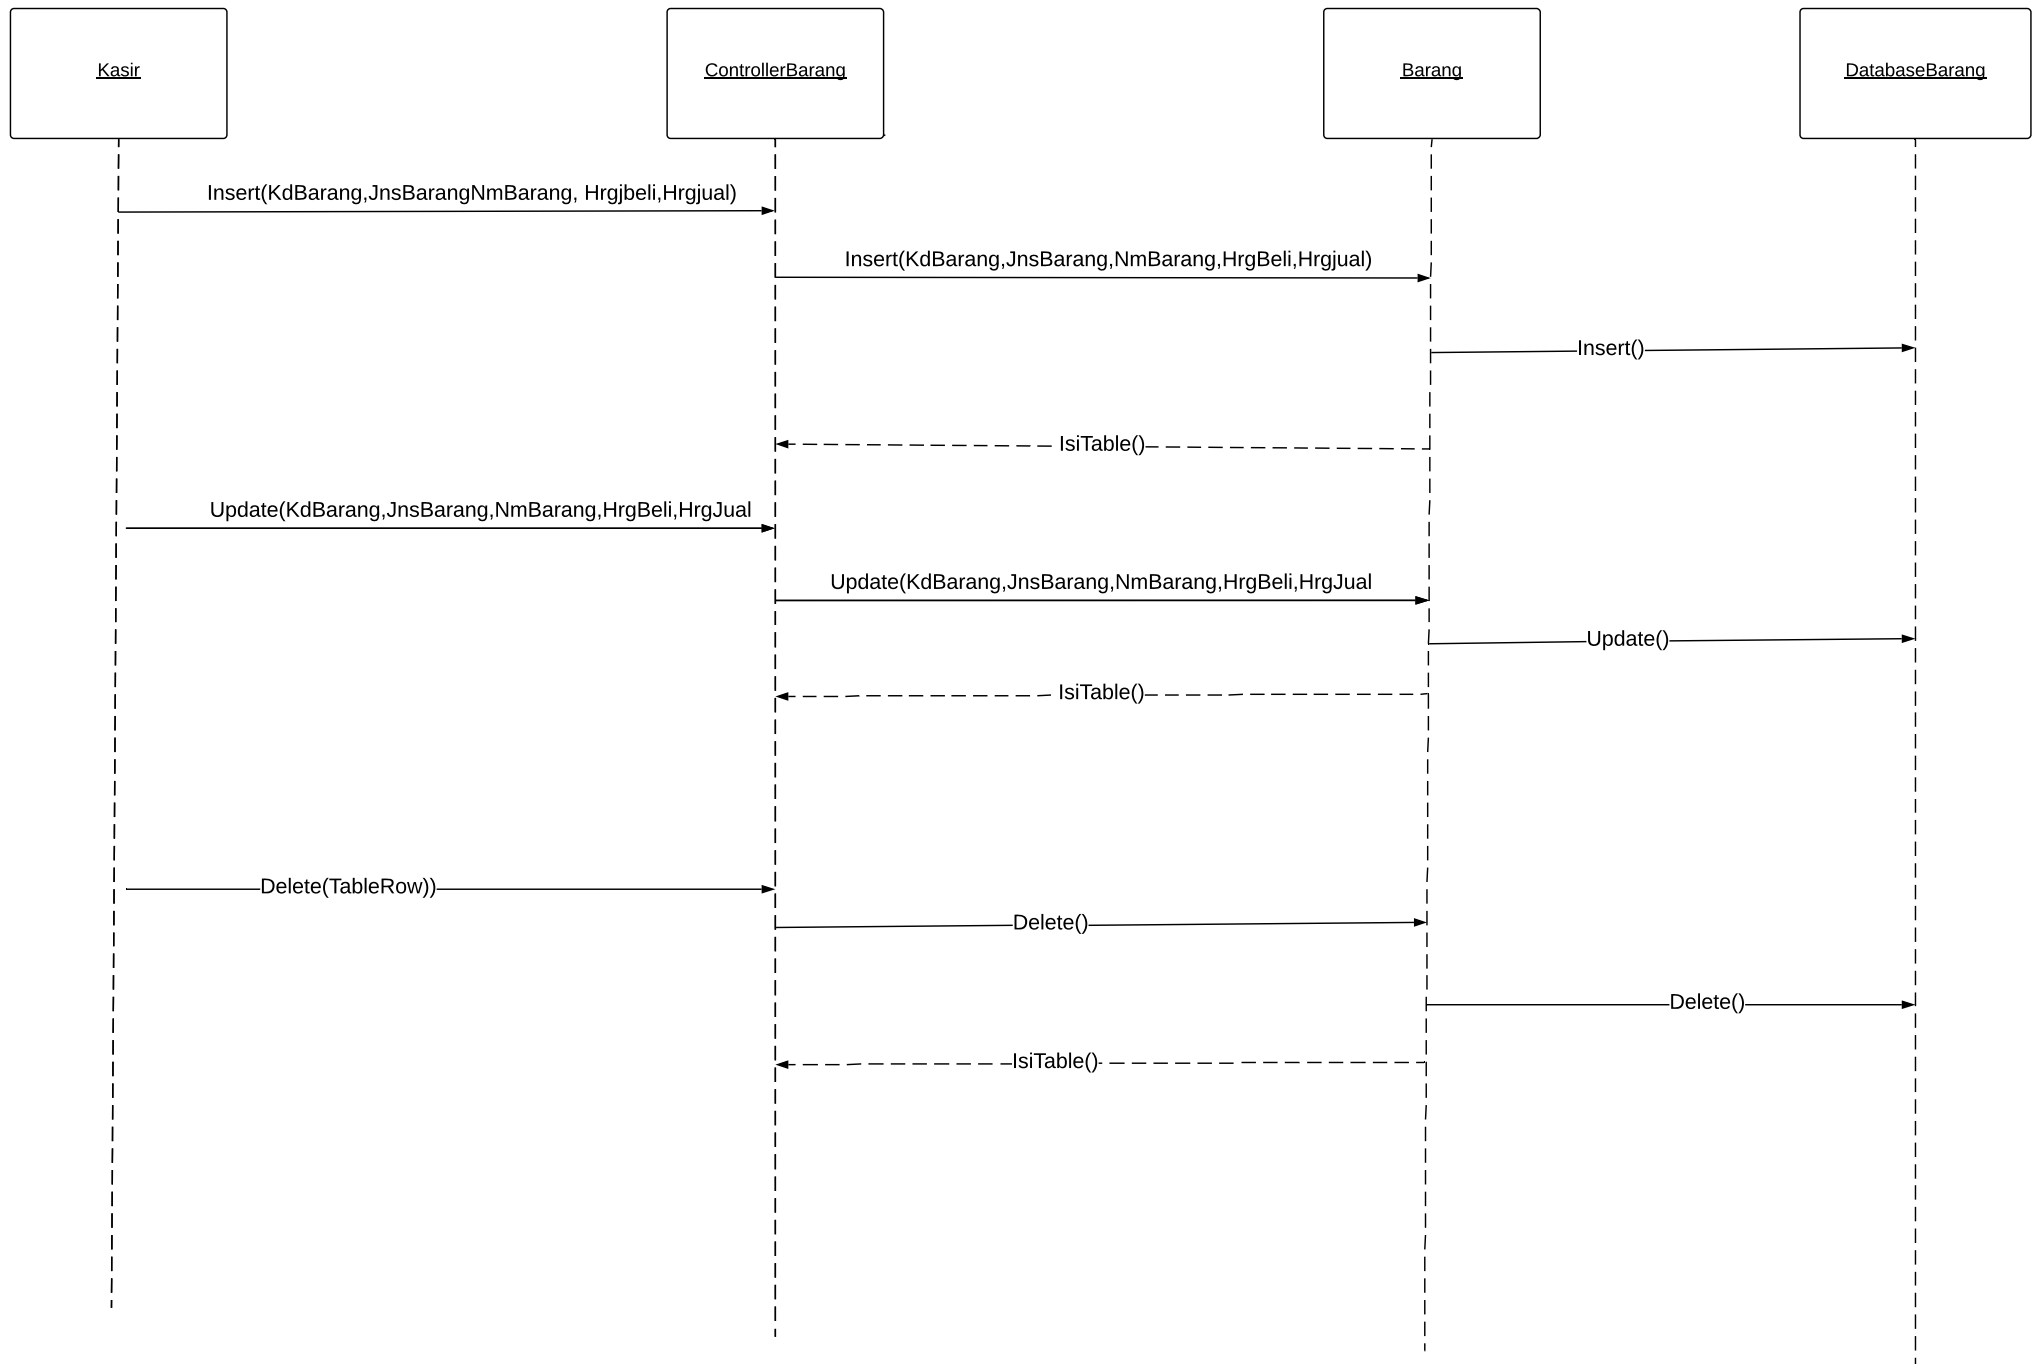 Kasir
ControllerBarang
Barang
DatabaseBarang
Insert(KdBarang,JnsBarangNmBarang, Hrgjbeli,Hrgjual)
Insert(KdBarang,JnsBarang,NmBarang,HrgBeli,Hrgjual)
Insert()
IsiTable()
Update(KdBarang,JnsBarang,NmBarang,HrgBeli,HrgJual
Update(KdBarang,JnsBarang,NmBarang,HrgBeli,HrgJual
Update()
IsiTable()
Delete(TableRow))
Delete()
Delete()
IsiTable()